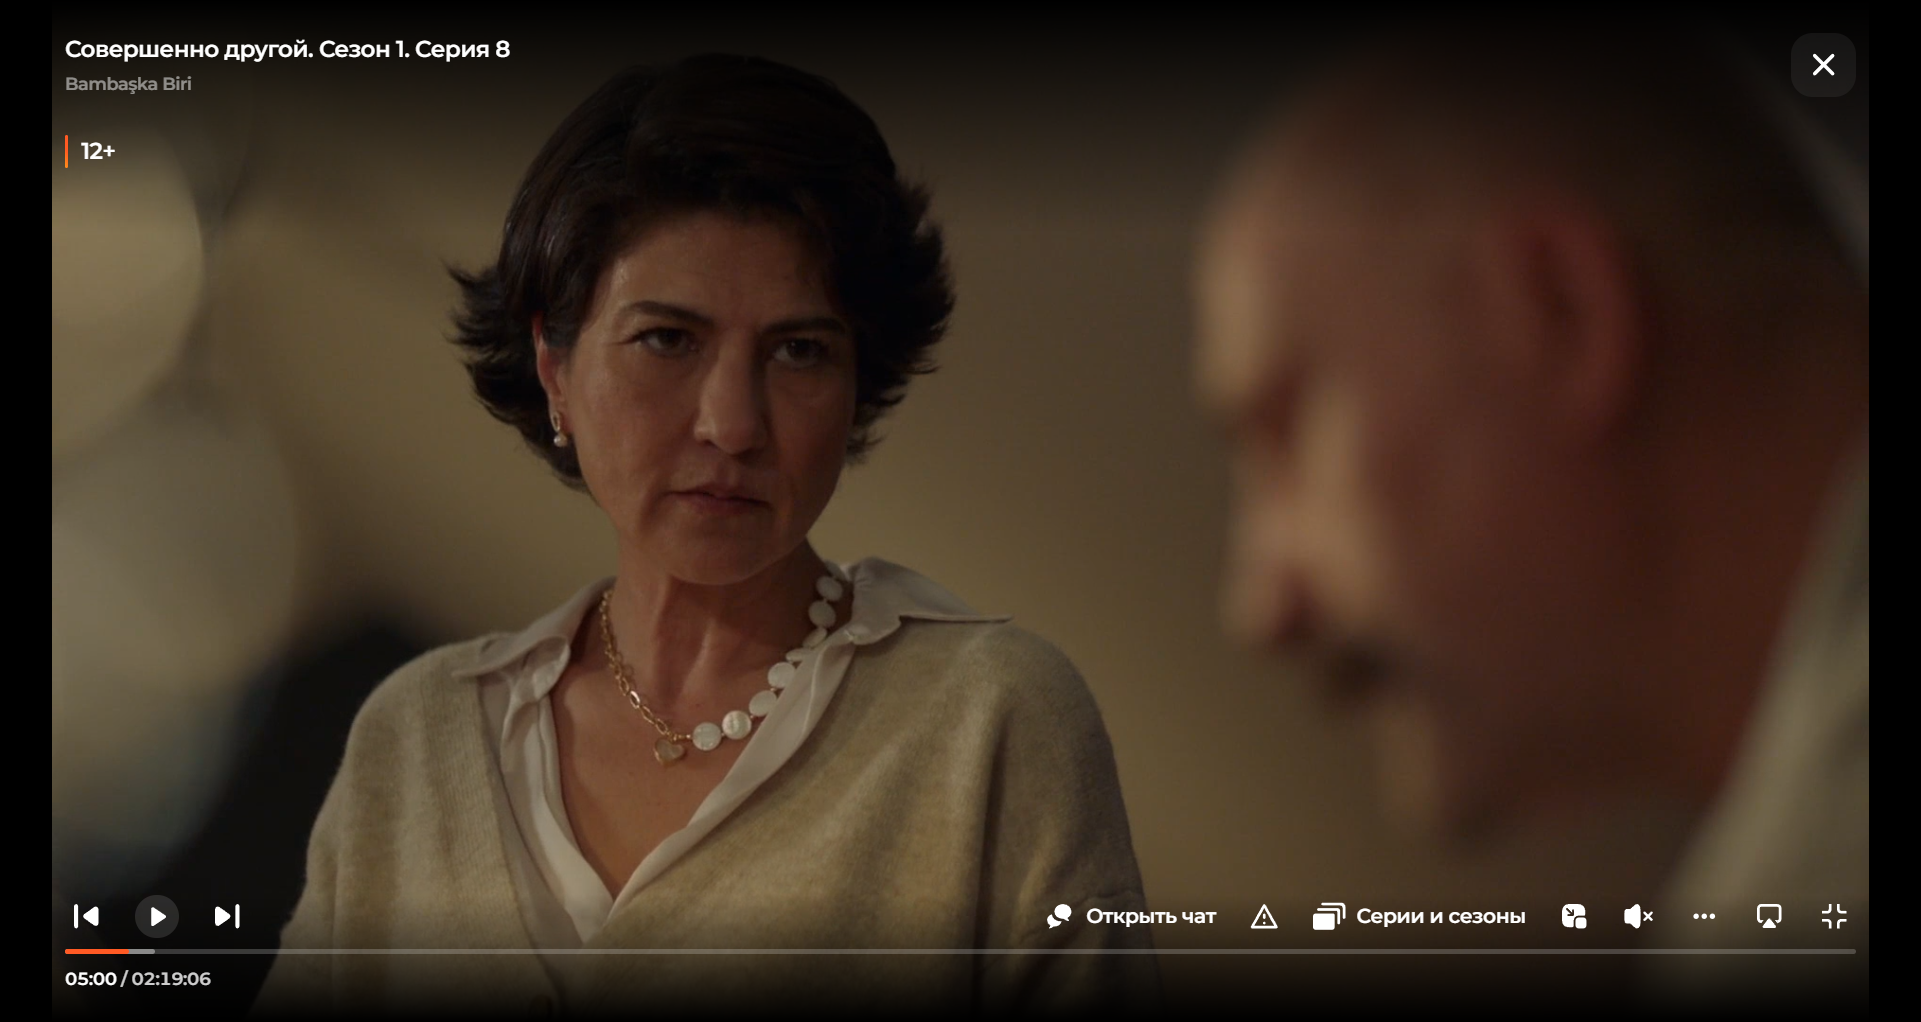 Совершенно другой. Сезон 1. Серия 8
Bambaşka Biri
12+
Открыть чат
Серии и сезоны
05:00 / 02:19:06